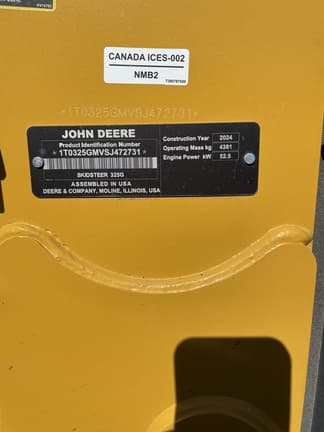 CANADA ICES-002
NMB2
*1T0325GMVSJ472731*
JOHN DEERE
Product Identification Number
*1T0325GMVSJ472731*
SKIDSTEER 325G
ASSEMBLED IN USA
DEERE & COMPANY, MOLINE, ILLINOIS, USA
Construction Year 2024
Operating Mass kg 4381
Engine Power kW 52.5